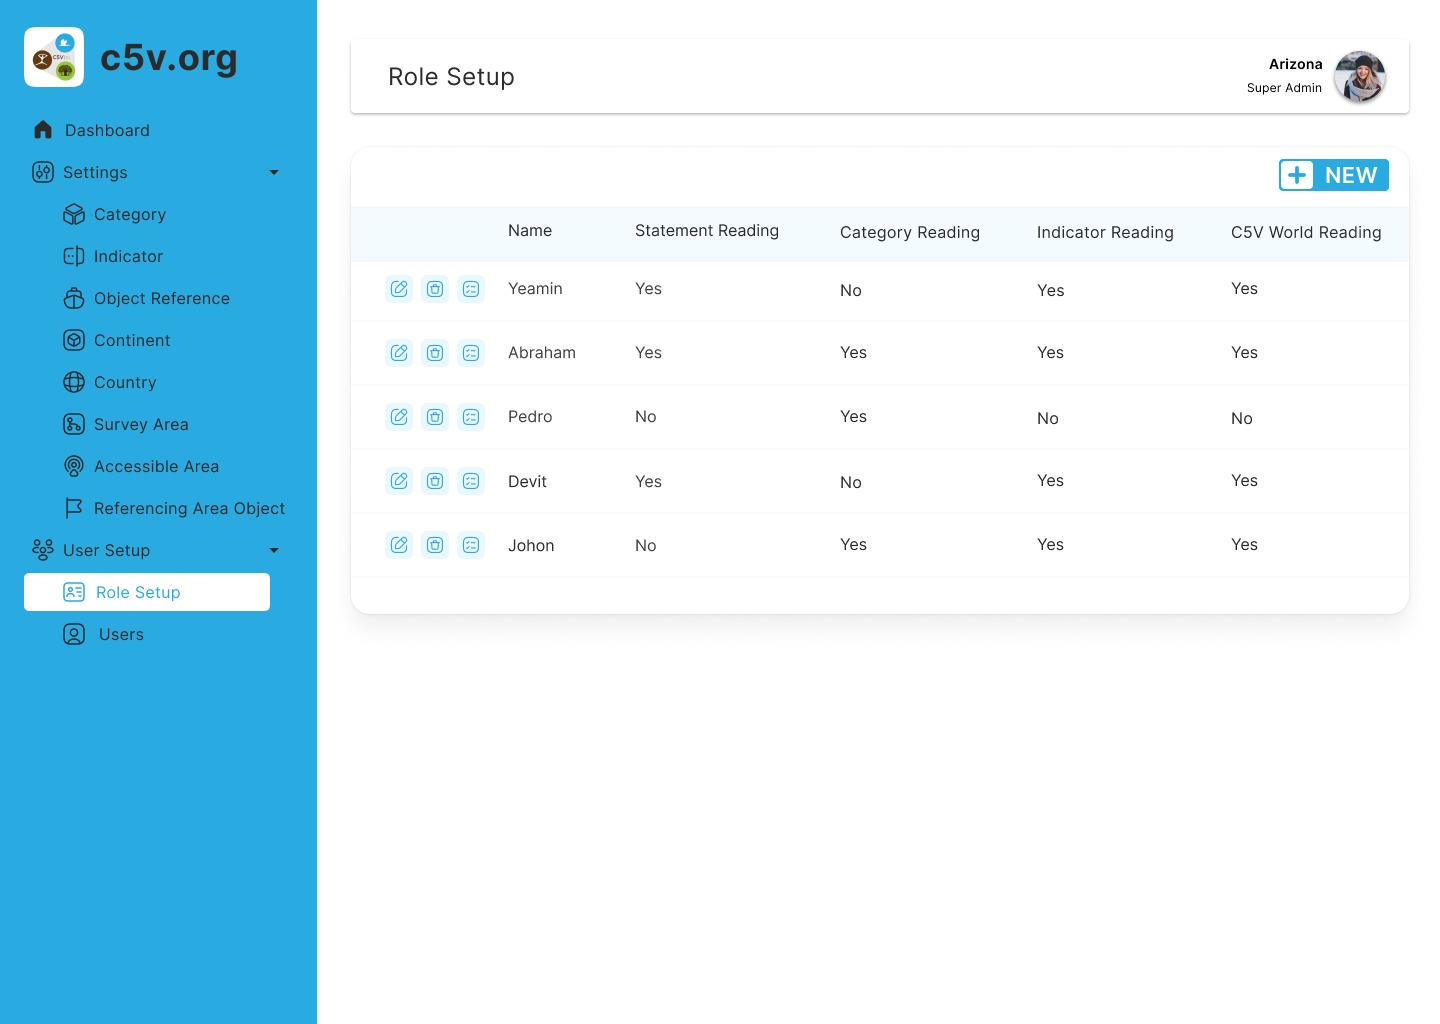 c5v.org
Dashboard
Settings
Category
Indicator
Object Reference
Continent
Country
Survey Area
Accessible Area
Referencing Area Object
User Setup
Role Setup
Users
Role Setup
Arizona
Super Admin
NEW
Name Statement Reading Category Reading Indicator Reading C5V World Reading
Yeamin Yes No Yes Yes
Abraham Yes Yes Yes Yes
Pedro No Yes No No
Devit Yes No Yes Yes
Johon No Yes Yes Yes